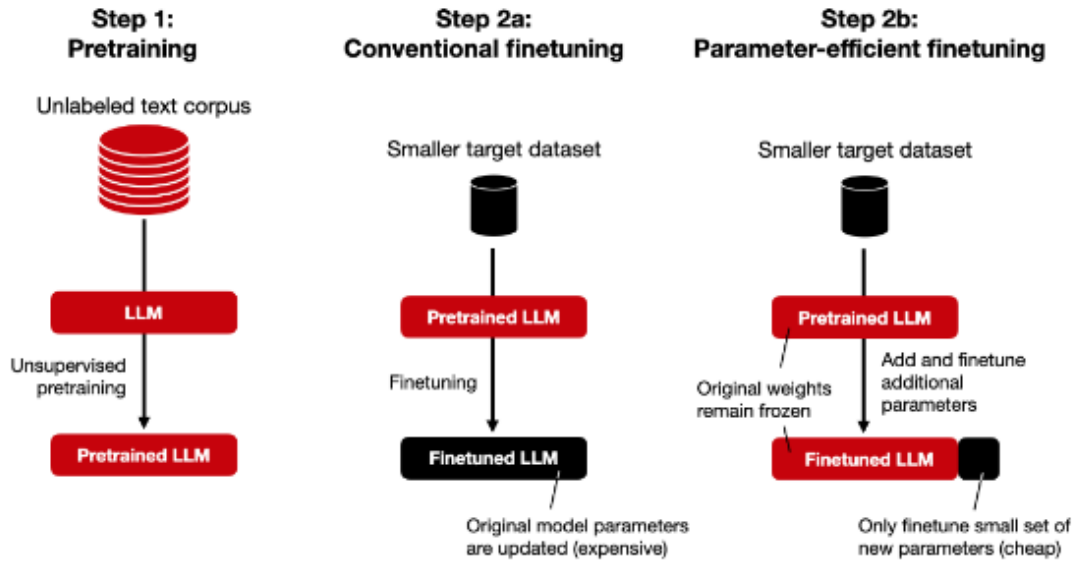 Step 1:
Pretraining
Unlabeled text corpus
LLM
Unsupervised
pretraining
Pretrained LLM
Step 2a:
Conventional finetuning
Smaller target dataset
Pretrained LLM
Finetuning
Finetuned LLM
Original model parameters
are updated (expensive)
Step 2b:
Parameter-efficient finetuning
Smaller target dataset
Pretrained LLM
Original weights
remain frozen
Add and finetune
additional
parameters
Finetuned LLM
Only finetune small set of
new parameters (cheap)